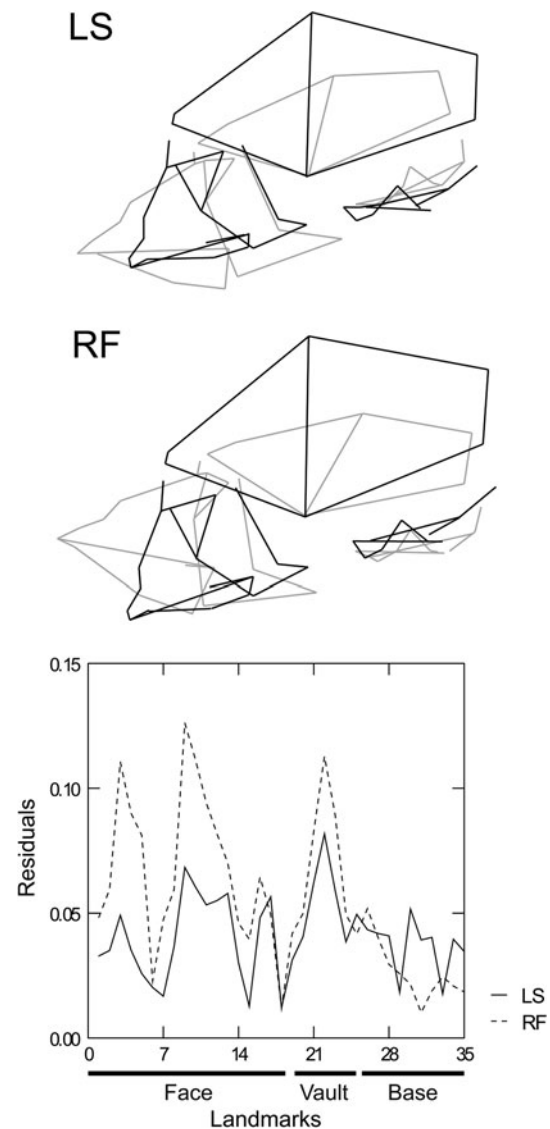 LS
RF
0.15
0.10
0.05
0.00
Residuals
0 7 14 21 28 35
LS
RF
Face Vault Base
Landmarks